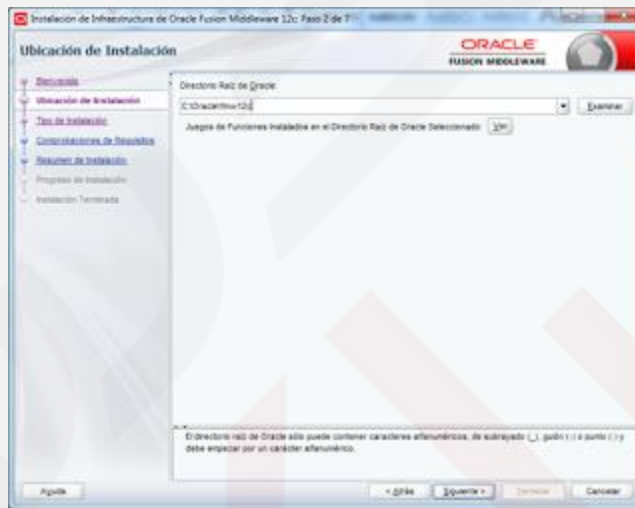 Instalación de Infraestructura de Oracle Fusion Middleware 12c: Paso 2 de 7
Ubicación de Instalación
ORACLE
FUSION MIDDLEWARE
Bienvenida
Ubicación de Instalación
Tipo de Instalación
Comprobaciones de Requisitos
Resumen de Instalación
Progreso de Instalación
Instalación Terminada
Directorio Raíz de Oracle:
Examinar
Juegos de Funciones Instalados en el Directorio Raíz de Oracle Seleccionado: Ver
El directorio raíz de Oracle sólo puede contener caracteres alfanuméricos, de subrayado (_), guión (-) o punto (.) y
debe empezar por un carácter alfanumérico.
Ayuda
< Atrás
Siguiente >
Terminar
Cancelar